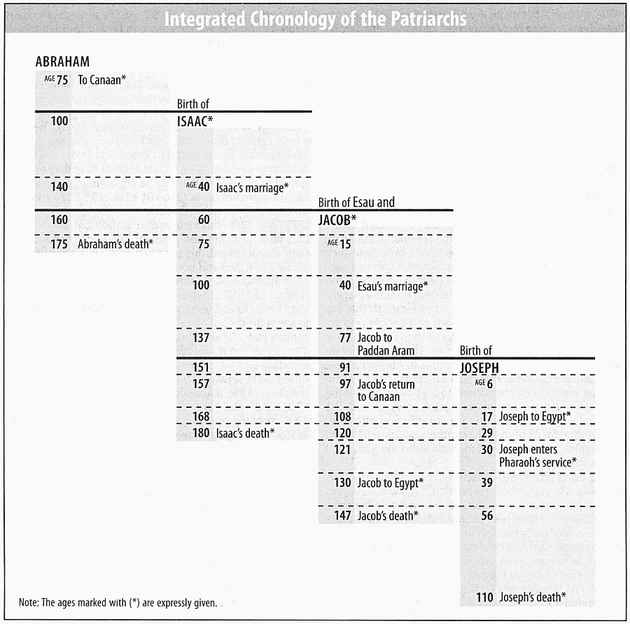 Integrated Chronology of the Patriarchs
ABRAHAM
AGE 75 To Canaan*
Birth of
100 ISAAC*
140 AGE 40 Isaac's marriage*
Birth of Esau and
160 60 JACOB*
175 Abraham's death* 75 AGE 15
100 40 Esau's marriage*
137 77 Jacob to
Paddan Aram Birth of
151 91 JOSEPH
157 97 Jacob's return AGE 6
to Canaan
168 108 17 Joseph to Egypt*
180 Isaac's death* 120 29
121 30 Joseph enters
Pharaoh's service*
130 Jacob to Egypt* 39
147 Jacob's death* 56
110 Joseph's death*
Note: The ages marked with (*) are expressly given.